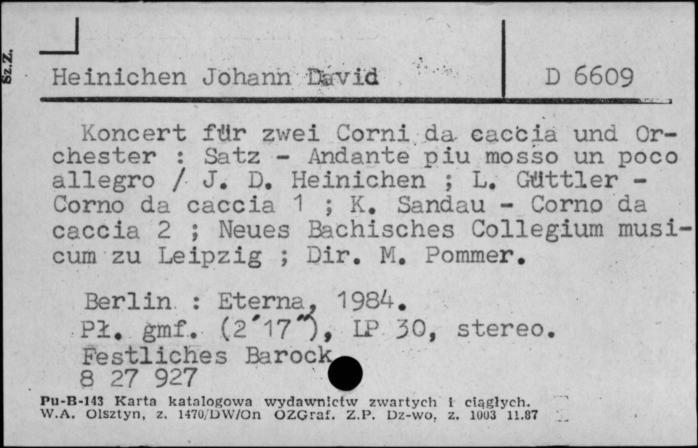 Sz.Z.
Heinichen Johann David D 6609
Koncert für zwei Corni da caccia und Or-
chester : Satz - Andante piu mosso un poco
allegro / J. D. Heinichen ; L. Güttler -
Corno da caccia 1 ; K. Sandau - Corno da
caccia 2 ; Neues Bachisches Collegium musi-
cum zu Leipzig ; Dir. M. Pommer.
Berlin : Eterna, 1984.
Pł. gmf. (2'17"), LP 30, stereo.
Festliches Barock
8 27 927
Pu-B-143 Karta katalogowa wydawnictw zwartych i ciągłych.
W.A. Olsztyn, z. 1470/DW/On OZGraf. Z.P. Dz-wo, z. 1003 11.87